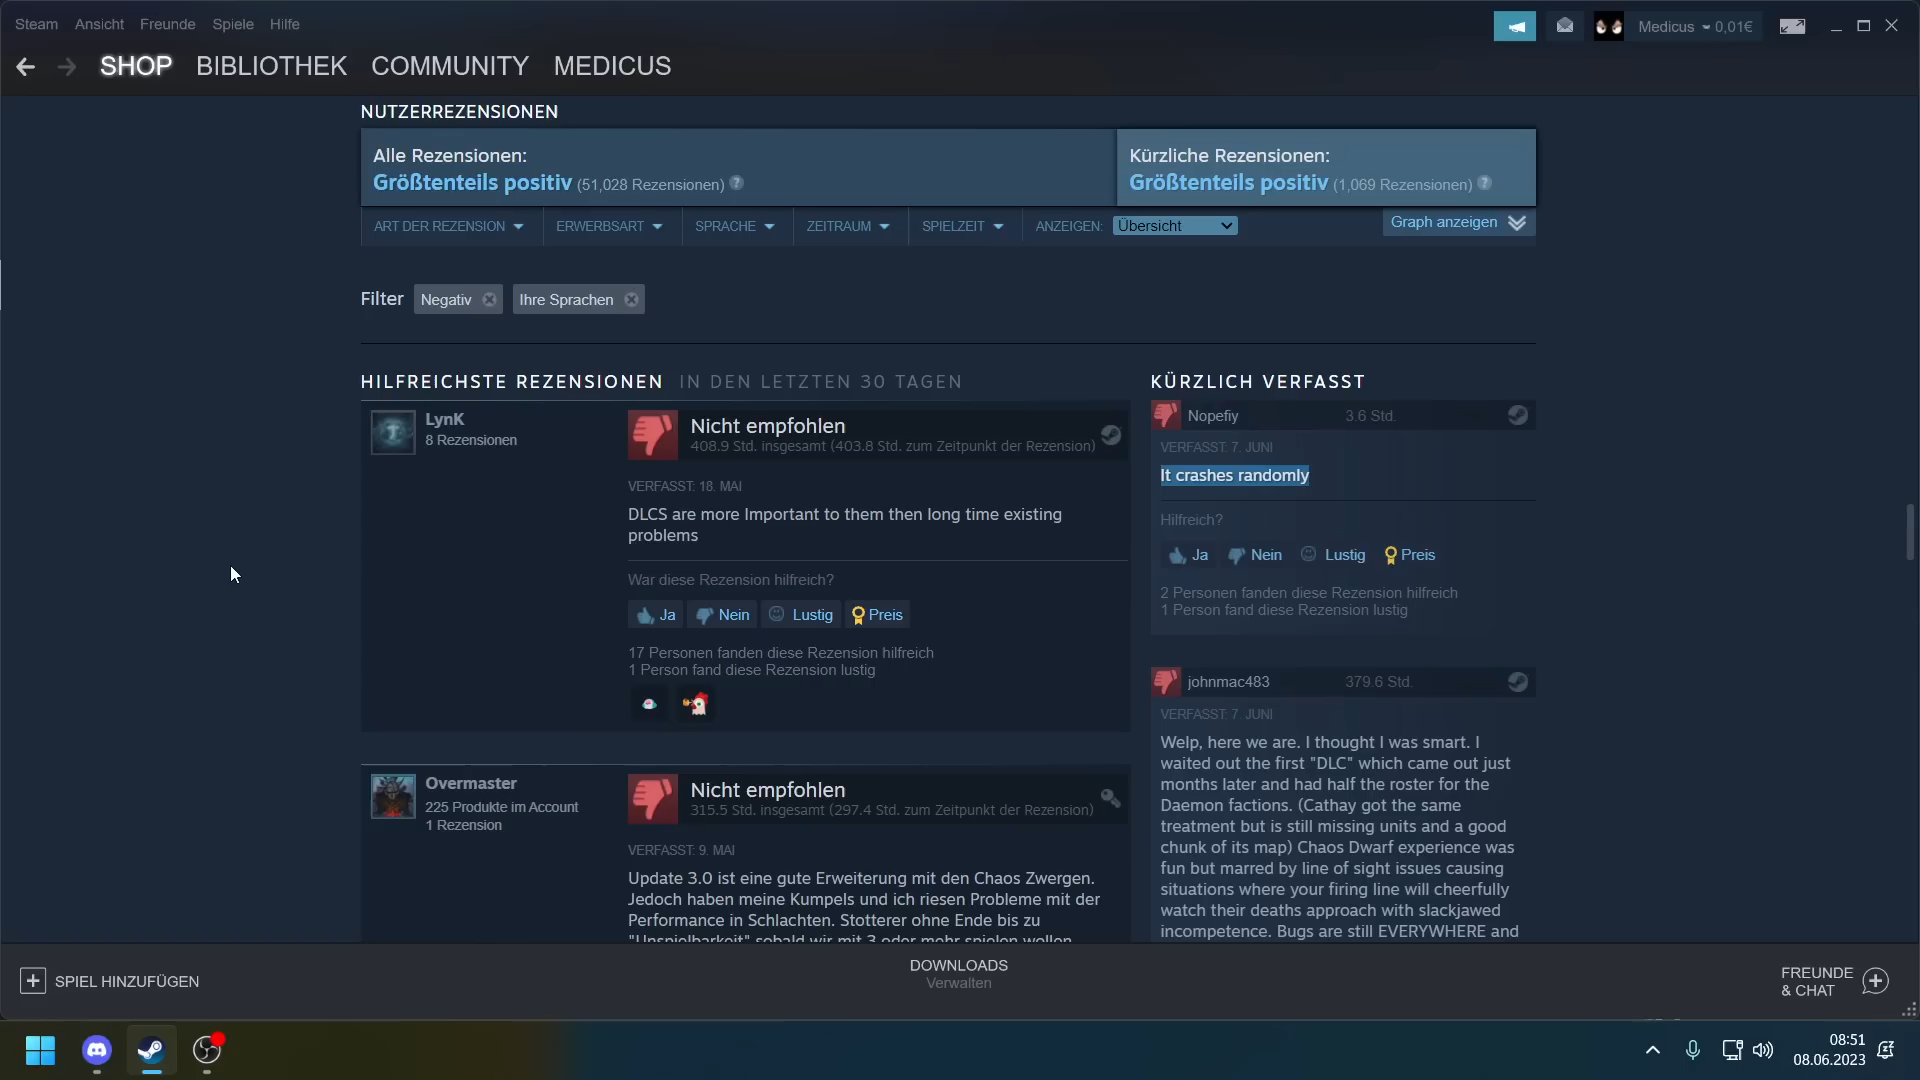 Steam Ansicht Freunde Spiele Hilfe
Medicus 0,01€
SHOP BIBLIOTHEK COMMUNITY MEDICUS
NUTZERREZENSIONEN
Alle Rezensionen:
Größtenteils positiv (51,028 Rezensionen) ?
Kürzliche Rezensionen:
Größtenteils positiv (1,069 Rezensionen) ?
ART DER REZENSION ERWERBSART SPRACHE ZEITRAUM SPIELZEIT ANZEIGEN: Übersicht
Graph anzeigen
Filter Negativ Ihre Sprachen
HILFREICHSTE REZENSIONEN IN DEN LETZTEN 30 TAGEN
LynK
8 Rezensionen
Nicht empfohlen
408.9 Std. insgesamt (403.8 Std. zum Zeitpunkt der Rezension)
VERFASST: 18. MAI
DLCS are more Important to them then long time existing
problems
War diese Rezension hilfreich?
Ja Nein Lustig Preis
17 Personen fanden diese Rezension hilfreich
1 Person fand diese Rezension lustig
Overmaster
225 Produkte im Account
1 Rezension
Nicht empfohlen
315.5 Std. insgesamt (297.4 Std. zum Zeitpunkt der Rezension)
VERFASST: 9. MAI
Update 3.0 ist eine gute Erweiterung mit den Chaos Zwergen.
Jedoch haben meine Kumpels und ich riesen Probleme mit der
Performance in Schlachten. Stotterer ohne Ende bis zu
"Unspielbarkeit" sobald wir mit 3 oder mehr spielen wollen.
KÜRZLICH VERFASST
Nopefiy 3.6 Std.
VERFASST: 7. JUNI
It crashes randomly
Hilfreich?
Ja Nein Lustig Preis
2 Personen fanden diese Rezension hilfreich
1 Person fand diese Rezension lustig
johnmac483 379.6 Std.
VERFASST: 7. JUNI
Welp, here we are. I thought I was smart. I
waited out the first "DLC" which came out just
months later and had half the roster for the
Daemon factions. (Cathay got the same
treatment but is still missing units and a good
chunk of its map) Chaos Dwarf experience was
fun but marred by line of sight issues causing
situations where your firing line will cheerfully
watch their deaths approach with slackjawed
incompetence. Bugs are still EVERYWHERE and
SPIEL HINZUFÜGEN
DOWNLOADS
Verwalten
FREUNDE
& CHAT
08:51
08.06.2023